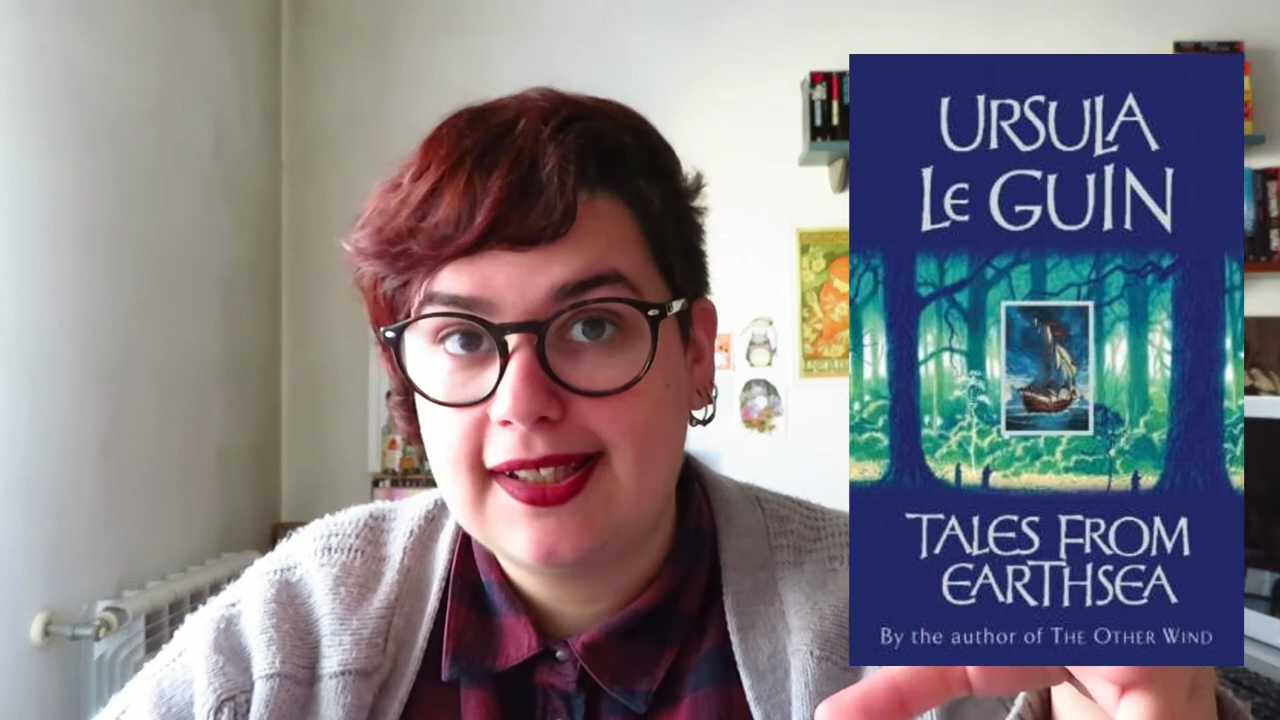 URSULA
LE GUIN
TALES FROM
EARTHSEA
By the author of THE OTHER WIND